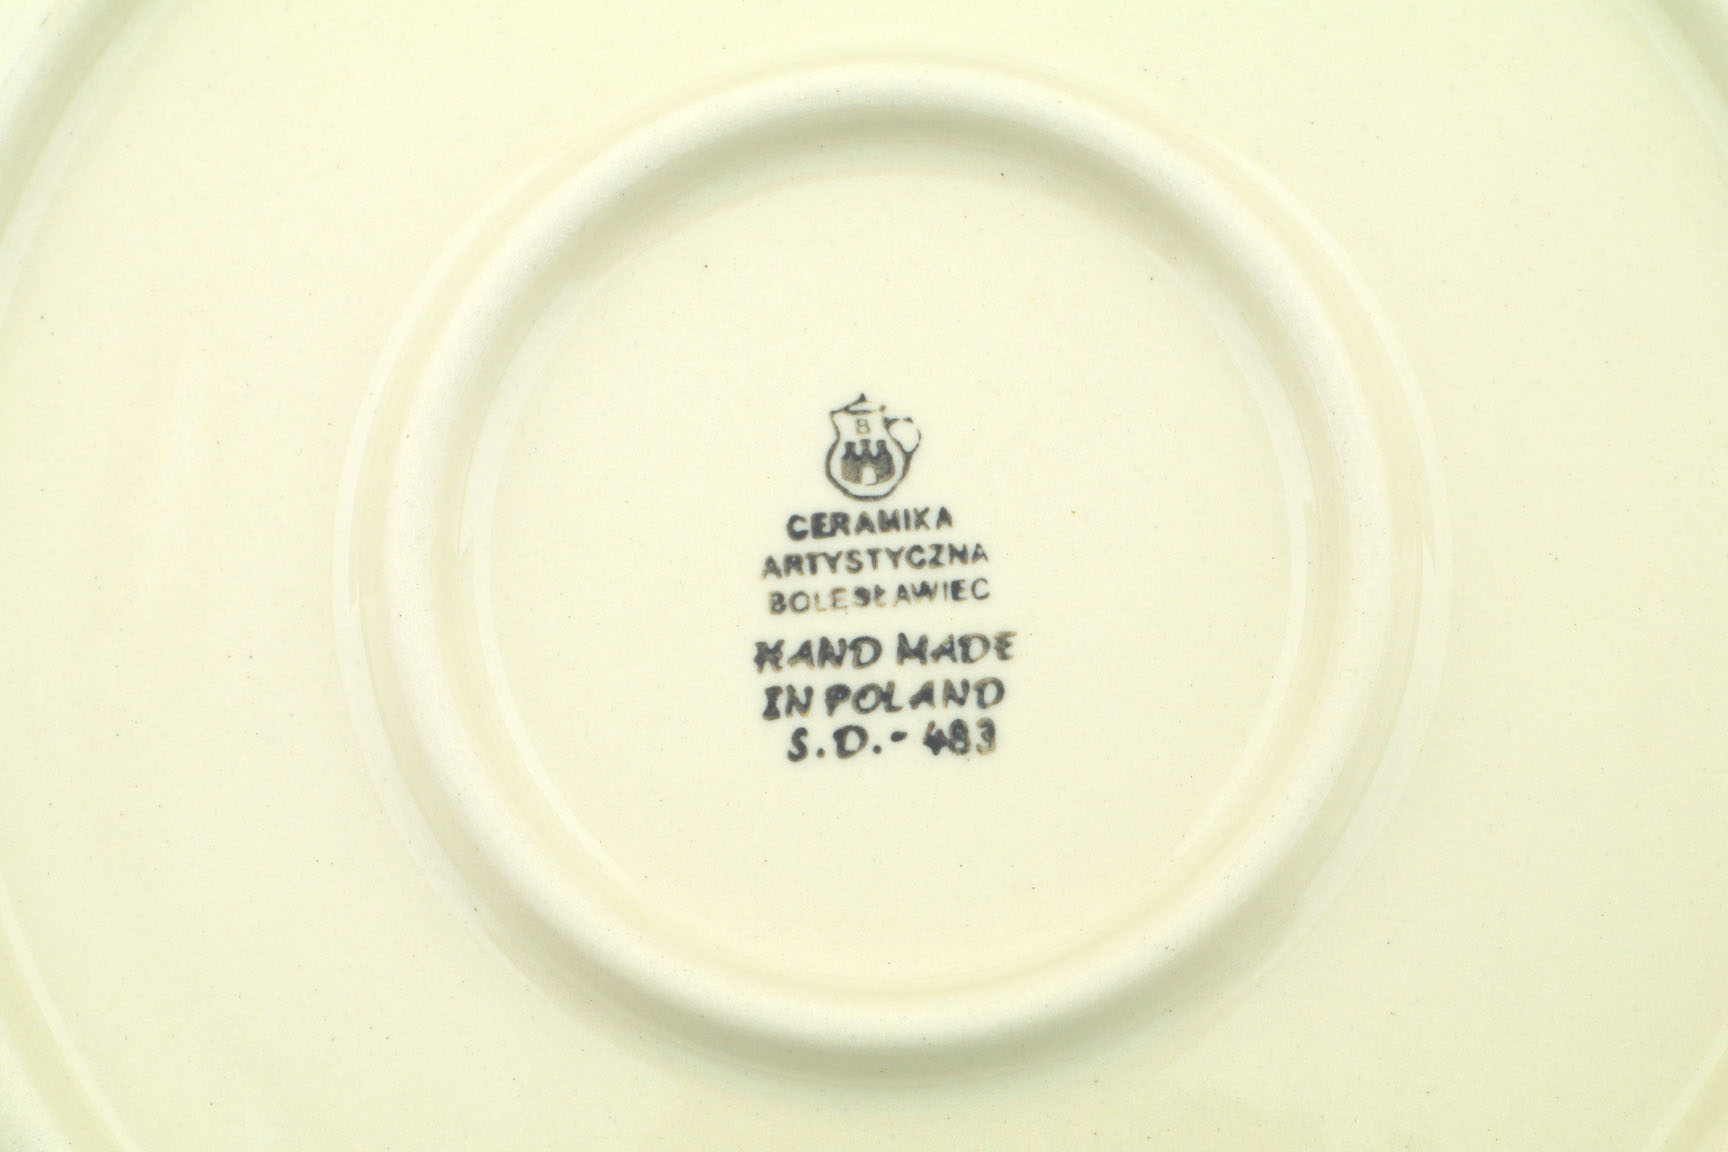 B
CERAMIKA
ARTYSTYCZNA
BOLESŁAWIEC
HAND MADE
IN POLAND
S.D.- 483